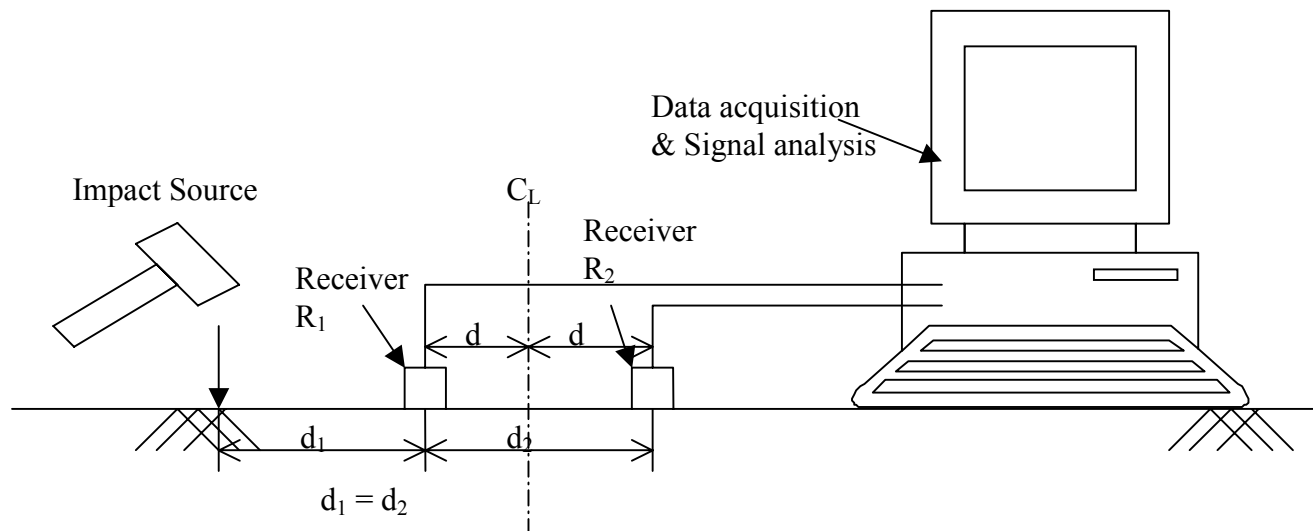 Data acquisition
& Signal analysis
Impact Source
C_L
Receiver
R_2
Receiver
R_1
d
d
d_1
d_2
d_1 = d_2